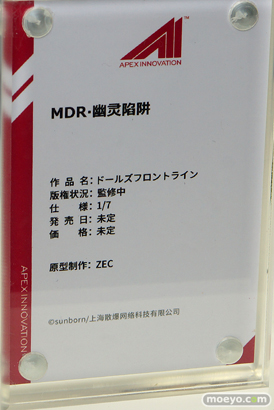 APEX INNOVATION
MDR·幽灵陷阱
作品名：ドールズフロントライン
版権状況：監修中
仕様：1/7
発売日：未定
価格：未定
原型制作：ZEC
©sunborn/上海散爆网络科技有限公司
APEX INNOVATION
moeyo.com